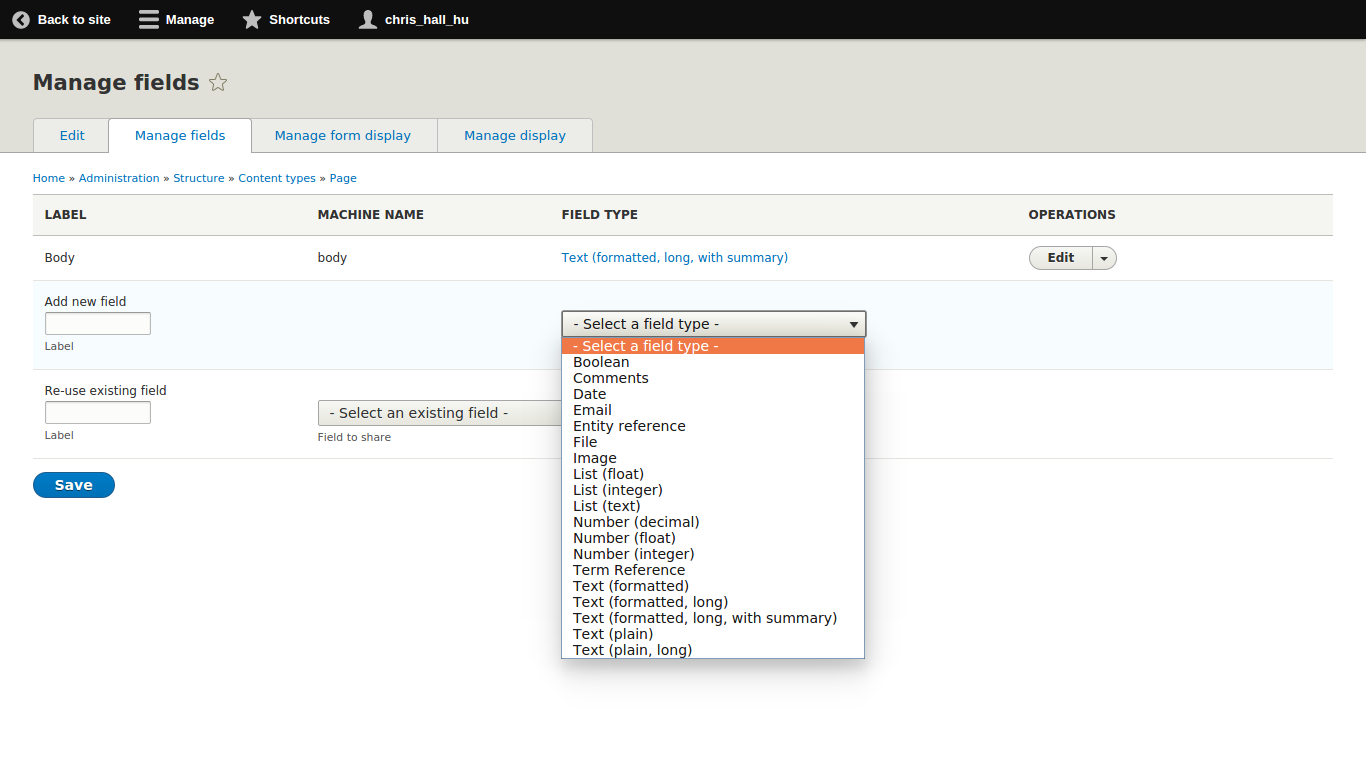 Back to site Manage Shortcuts chris_hall_hu
Manage fields
Edit Manage fields Manage form display Manage display
Home » Administration » Structure » Content types » Page
LABEL MACHINE NAME FIELD TYPE OPERATIONS
Body body Text (formatted, long, with summary) Edit
Add new field
Label
- Select a field type -
- Select a field type -
Boolean
Comments
Date
Email
Entity reference
File
Image
List (float)
List (integer)
List (text)
Number (decimal)
Number (float)
Number (integer)
Term Reference
Text (formatted)
Text (formatted, long)
Text (formatted, long, with summary)
Text (plain)
Text (plain, long)
Re-use existing field
Label
- Select an existing field -
Field to share
Save